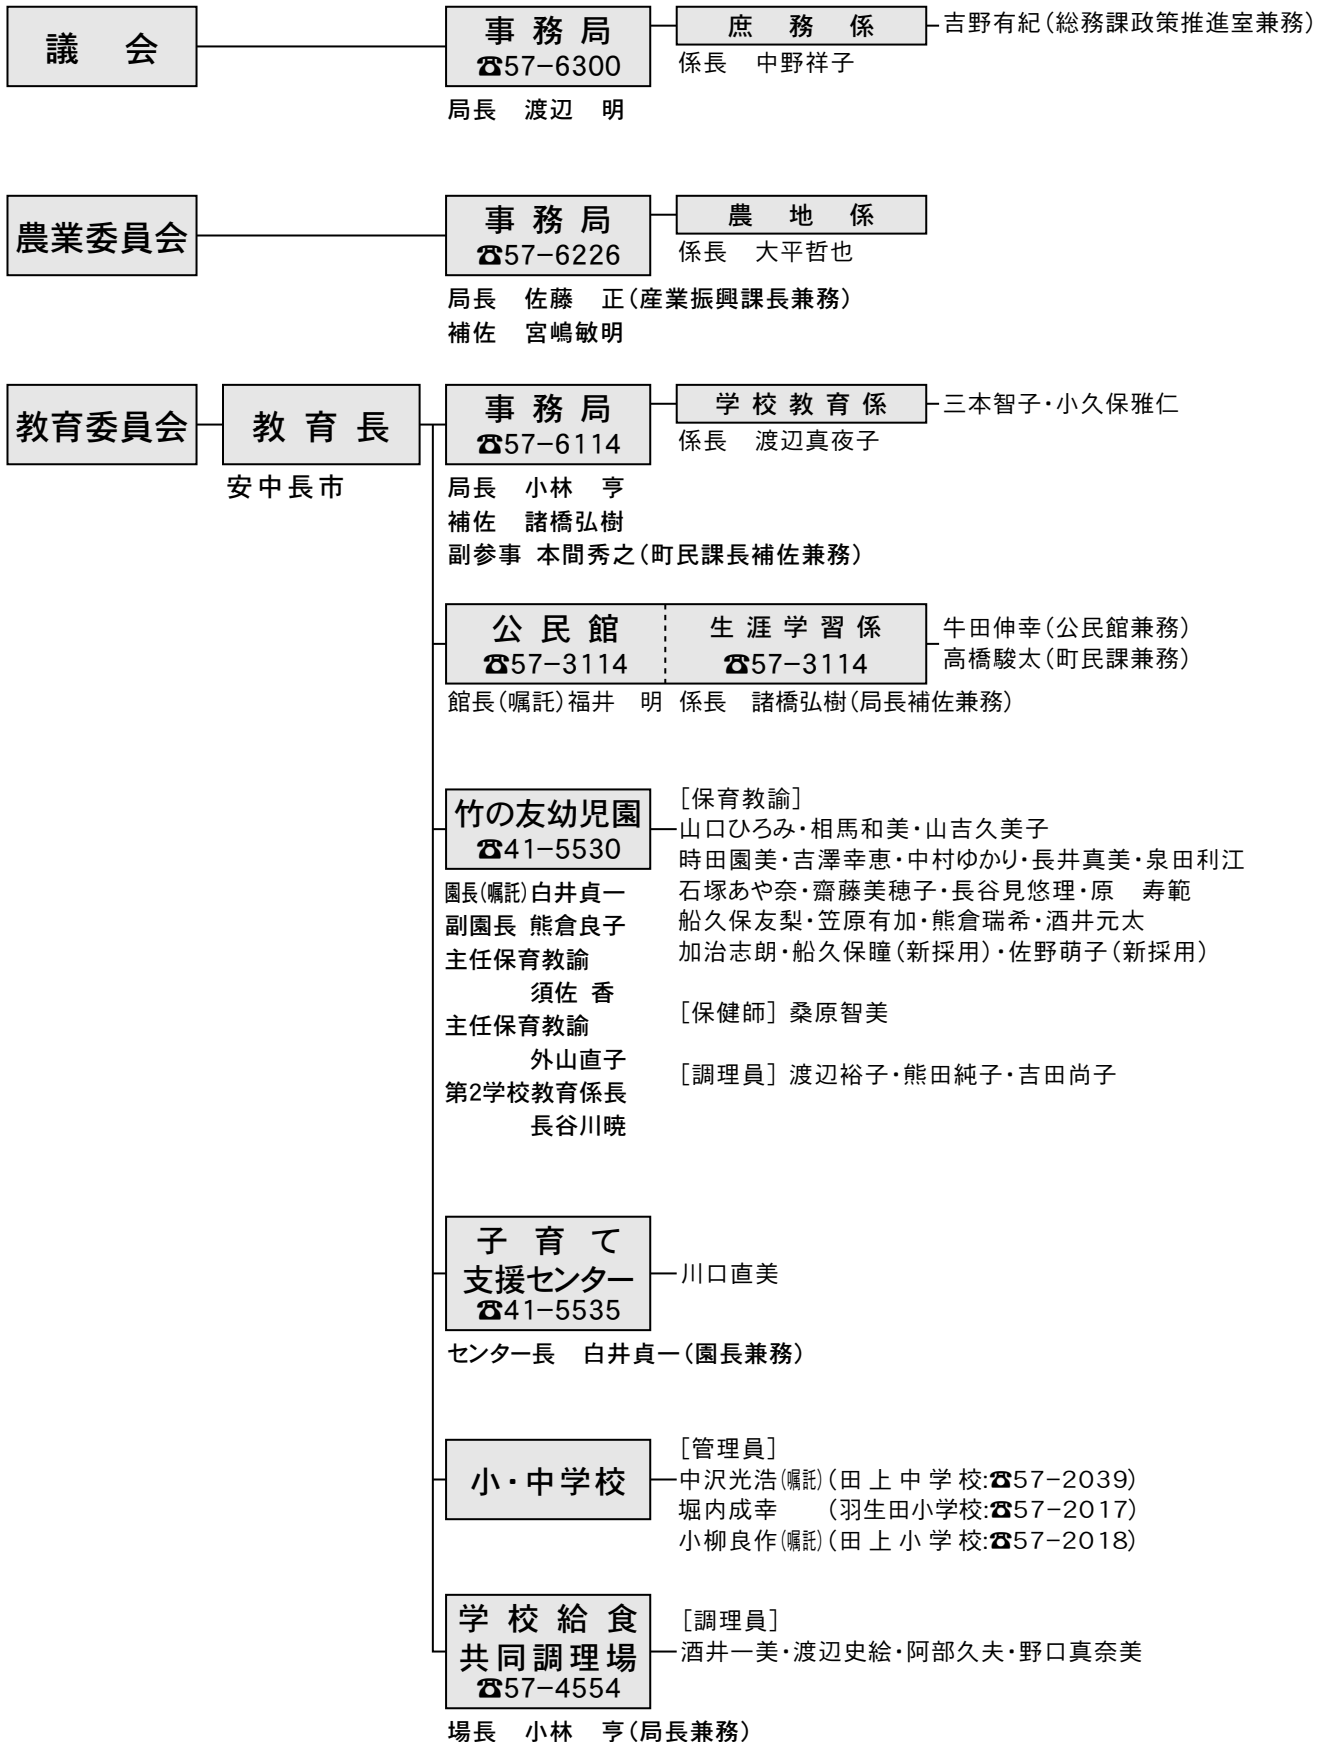 議　会
事 務 局
☎57−6300
局長　渡辺　明
庶　務　係
係長　中野祥子
吉野有紀(総務課政策推進室兼務)
農業委員会
事 務 局
☎57−6226
局長　佐藤　正(産業振興課長兼務)
補佐　宮嶋敏明
農　地　係
係長　大平哲也
教育委員会
教 育 長
安中長市
事 務 局
☎57−6114
局長　小林　亨
補佐　諸橋弘樹
副参事 本間秀之(町民課長補佐兼務)
学 校 教 育 係
係長　渡辺真夜子
三本智子・小久保雅仁
公 民 館
☎57−3114
館長(嘱託)福井　明
生 涯 学 習 係
☎57−3114
係長　諸橋弘樹(局長補佐兼務)
牛田伸幸(公民館兼務)
高橋駿太(町民課兼務)
竹の友幼児園
☎41−5530
園長(嘱託)白井貞一
副園長 熊倉良子
主任保育教諭
須佐 香
主任保育教諭
外山直子
第2学校教育係長
長谷川暁
［保育教諭］
山口ひろみ・相馬和美・山吉久美子
時田園美・吉澤幸恵・中村ゆかり・長井真美・泉田利江
石塚あや奈・齋藤美穂子・長谷見悠理・原　寿範
船久保友梨・笠原有加・熊倉瑞希・酒井元太
加治志朗・船久保瞳(新採用)・佐野萌子(新採用)
［保健師］ 桑原智美
［調理員］ 渡辺裕子・熊田純子・吉田尚子
子　育　て
支援センター
☎41−5535
センター長　白井貞一(園長兼務)
川口直美
小・中学校
［管理員］
中沢光浩(嘱託)(田 上 中 学 校:☎57−2039)
堀内成幸　　(羽生田小学校:☎57−2017)
小柳良作(嘱託)(田 上 小 学 校:☎57−2018)
学 校 給 食
共同調理場
☎57−4554
場長　小林　亨(局長兼務)
［調理員］
酒井一美・渡辺史絵・阿部久夫・野口真奈美